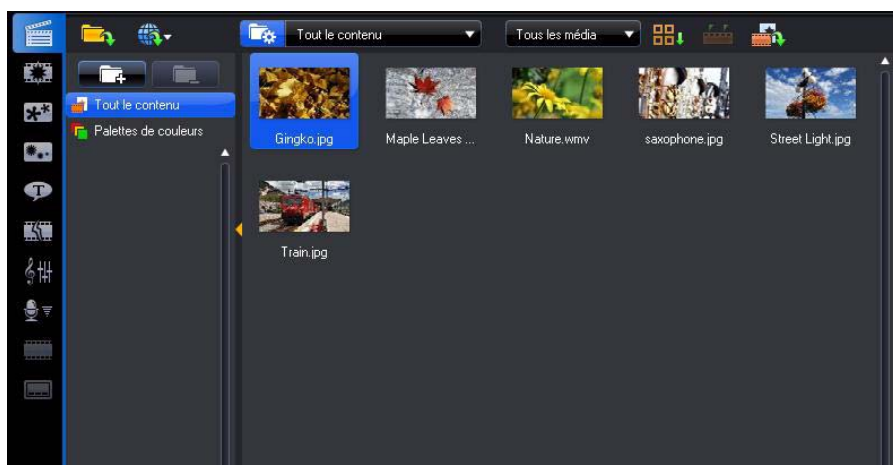 Tout le contenu
Tous les média
Tout le contenu
Palettes de couleurs
Gingko.jpg
Maple Leaves ...
Nature.wmv
saxophone.jpg
Street Light.jpg
Train.jpg
T